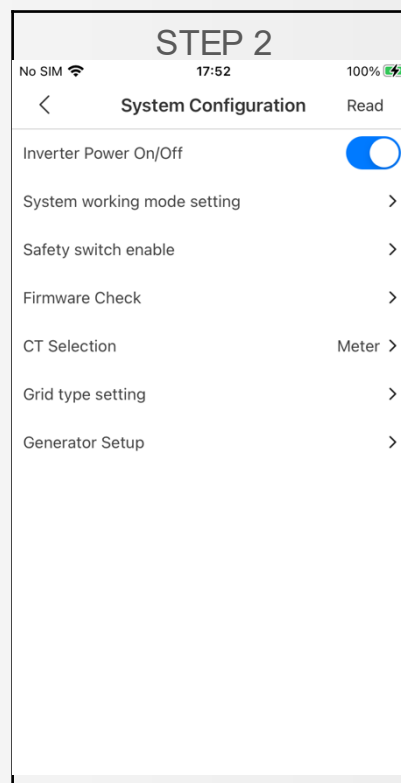 STEP 2
No SIM 17:52 100%
System Configuration Read
Inverter Power On/Off
System working mode setting
Safety switch enable
Firmware Check
CT Selection Meter
Grid type setting
Generator Setup